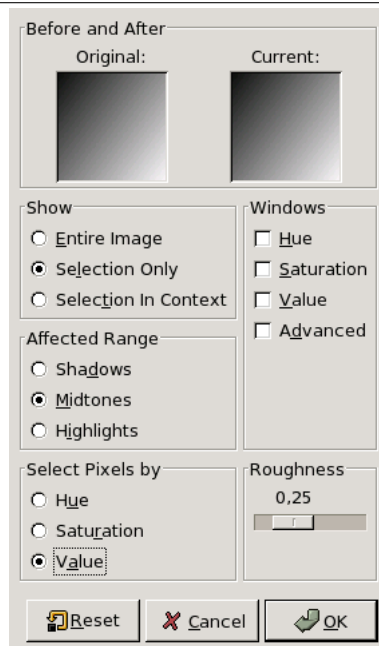 Before and After
Original:
Current:
Show
Entire Image
Selection Only
Selection In Context
Windows
Hue
Saturation
Value
Advanced
Affected Range
Shadows
Midtones
Highlights
Select Pixels by
Hue
Saturation
Value
Roughness
0,25
Reset
Cancel
OK